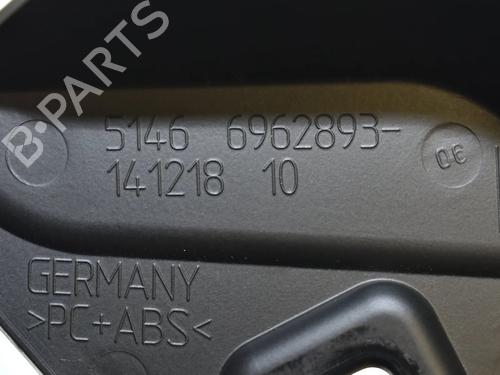 B-PARTS
5146 6962893-
141218 10
GERMANY
>PC+ABS<